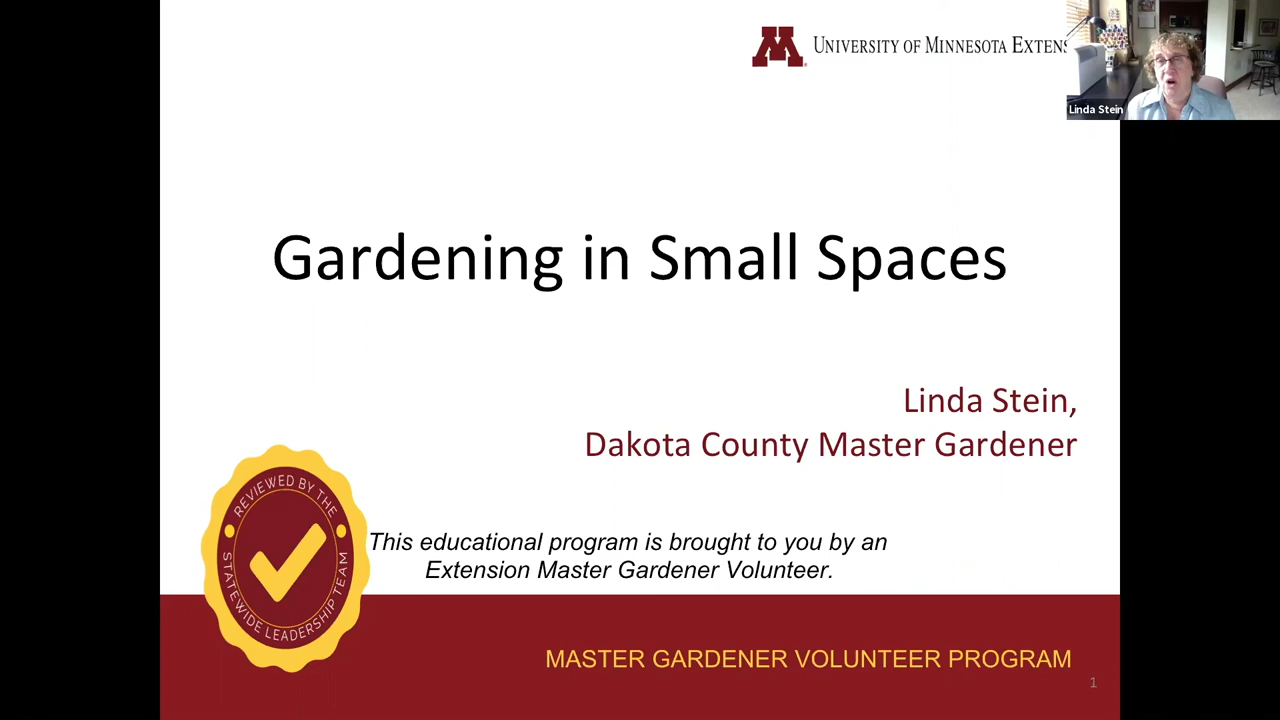 M
UNIVERSITY OF MINNESOTA EXTENS
Linda Stein
Gardening in Small Spaces
Linda Stein,
Dakota County Master Gardener
REVIEWED BY THE
STATEWIDE LEADERSHIP TEAM
This educational program is brought to you by an
Extension Master Gardener Volunteer.
MASTER GARDENER VOLUNTEER PROGRAM
1